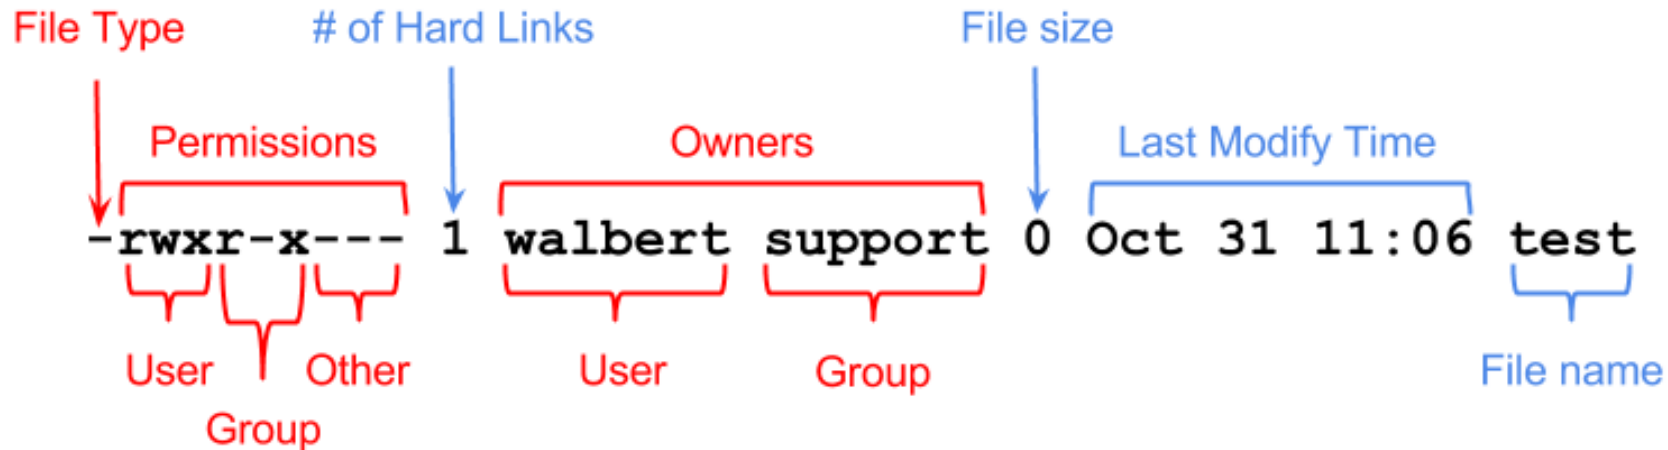 File Type # of Hard Links File size
Permissions Owners Last Modify Time
-rwxr-x--- 1 walbert support 0 Oct 31 11:06 test
User Other User Group File name
Group